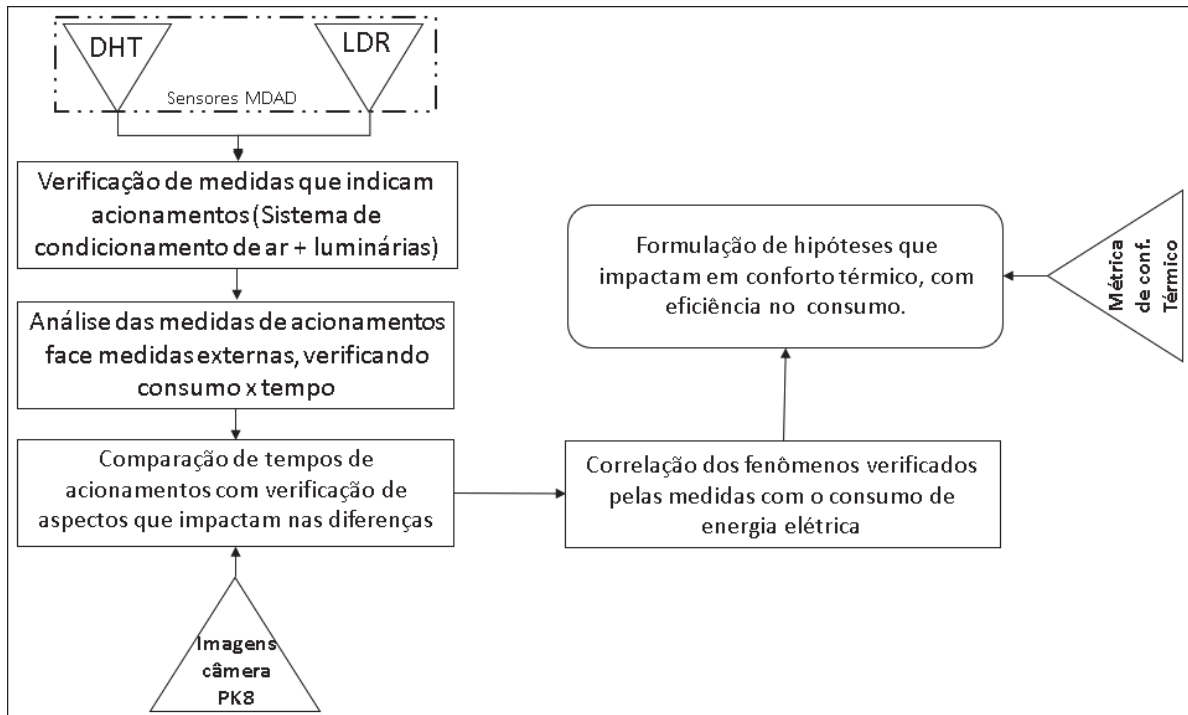 DHT
LDR
Sensores MDAD
Verificação de medidas que indicam
acionamentos (Sistema de
condicionamento de ar + luminárias)
Análise das medidas de acionamentos
face medidas externas, verificando
consumo x tempo
Comparação de tempos de
acionamentos com verificação de
aspectos que impactam nas diferenças
Imagens
câmera
PK8
Correlação dos fenômenos verificados
pelas medidas com o consumo de
energia elétrica
Formulação de hipóteses que
impactam em conforto térmico, com
eficiência no consumo.
Métrica
de conf.
Térmico